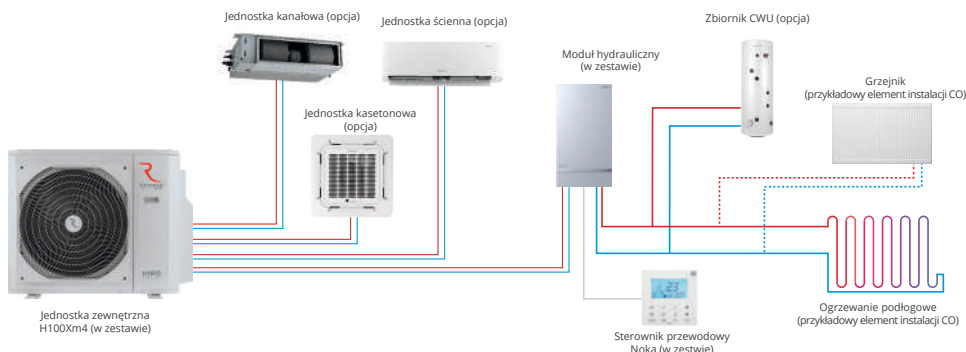 Jednostka kanałowa (opcja)
Jednostka ścienna (opcja)
Zbiornik CWU (opcja)
Moduł hydrauliczny
(w zestawie)
Grzejnik
(przykładowy element instalacji CO)
Jednostka kasetonowa
(opcja)
Jednostka zewnętrzna
H100Xm4 (w zestawie)
23
Sterownik przewodowy
Noka (w zestwie)
Ogrzewanie podłogowe
(przykładowy element instalacji CO)